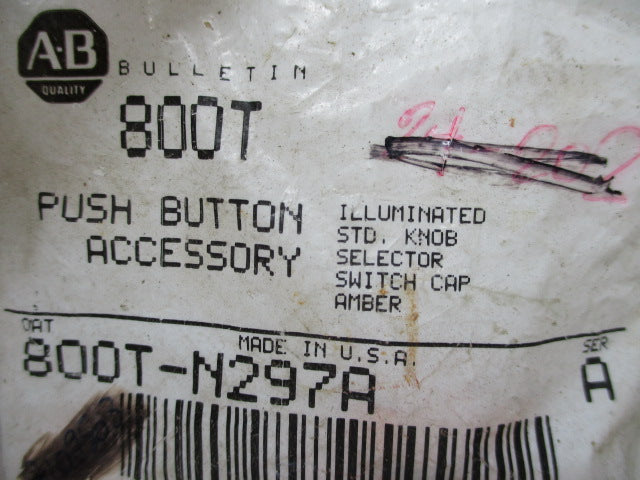 A-B
QUALITY
BULLETIN
800T
PUSH BUTTON
ACCESSORY
ILLUMINATED
STD. KNOB
SELECTOR
SWITCH CAP
AMBER
CAT
MADE IN U.S.A.
SER
800T-N297A
A